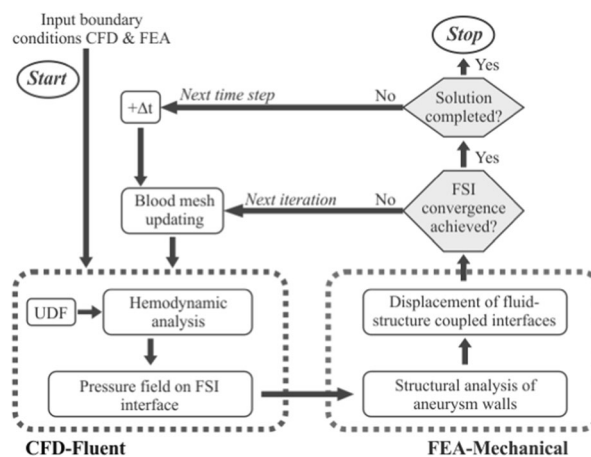 Input boundary
conditions CFD & FEA
Start
Stop
Yes
Solution
completed?
No
Next time step
+Δt
Yes
FSI
convergence
achieved?
No
Next iteration
Blood mesh
updating
UDF
Hemodynamic
analysis
Pressure field on FSI
interface
CFD-Fluent
Displacement of fluid-
structure coupled interfaces
Structural analysis of
aneurysm walls
FEA-Mechanical